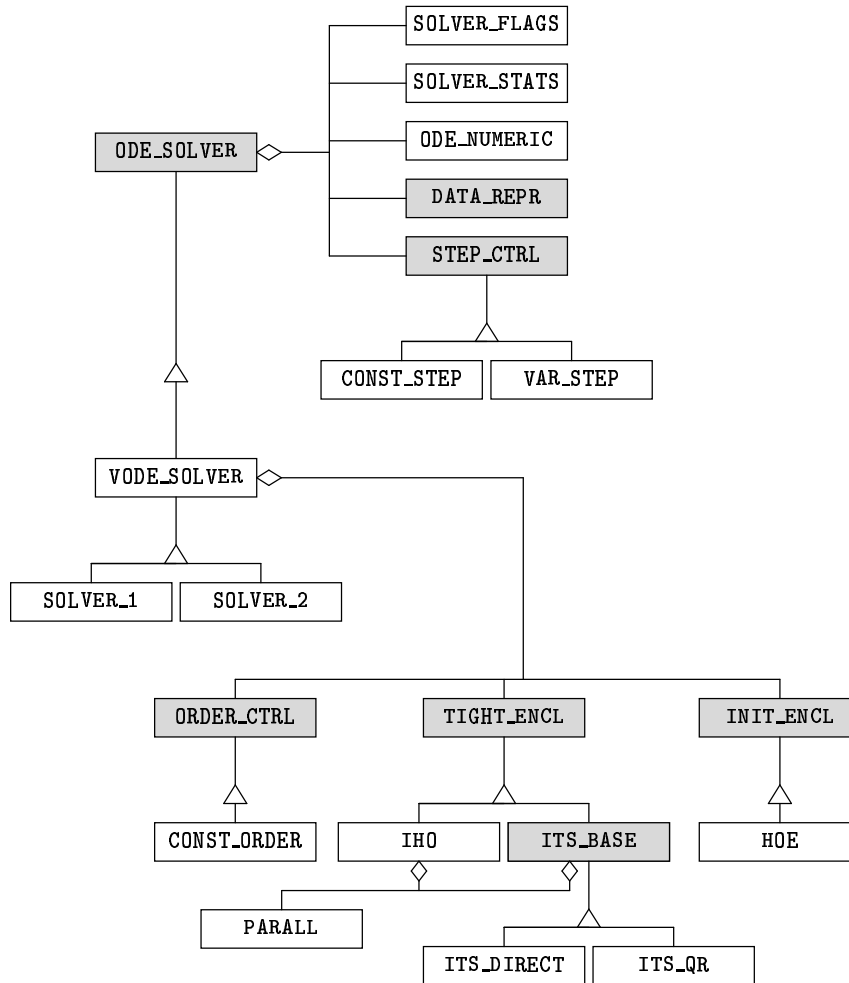 SOLVER_FLAGS
SOLVER_STATS
ODE_NUMERIC
ODE_SOLVER
DATA_REPR
STEP_CTRL
CONST_STEP
VAR_STEP
VODE_SOLVER
SOLVER_1
SOLVER_2
ORDER_CTRL
TIGHT_ENCL
INIT_ENCL
CONST_ORDER
IHO
ITS_BASE
HOE
PARALL
ITS_DIRECT
ITS_QR